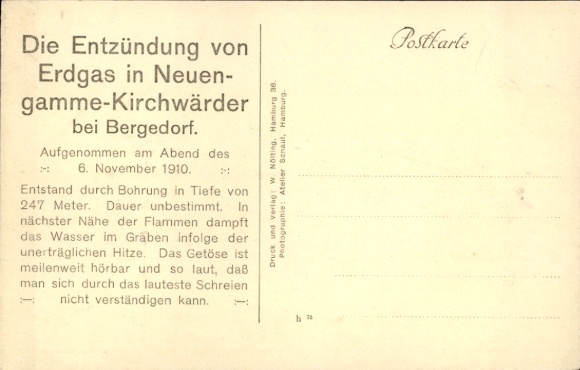 Die Entzündung von
Erdgas in Neuen-
gamme-Kirchwärder
bei Bergedorf.
Aufgenommen am Abend des
:-: 6. November 1910. :-:
Entstand durch Bohrung in Tiefe von
247 Meter. Dauer unbestimmt. In
nächster Nähe der Flammen dampft
das Wasser im Gräben infolge der
unerträglichen Hitze. Das Getöse ist
meilenweit hörbar und so laut, daß
man sich durch das lauteste Schreien
:—: nicht verständigen kann. :—:
Druck und Verlag: W. Nölting, Hamburg 36.
Photographie: Atelier Schaul, Hamburg.
Postkarte
h 78